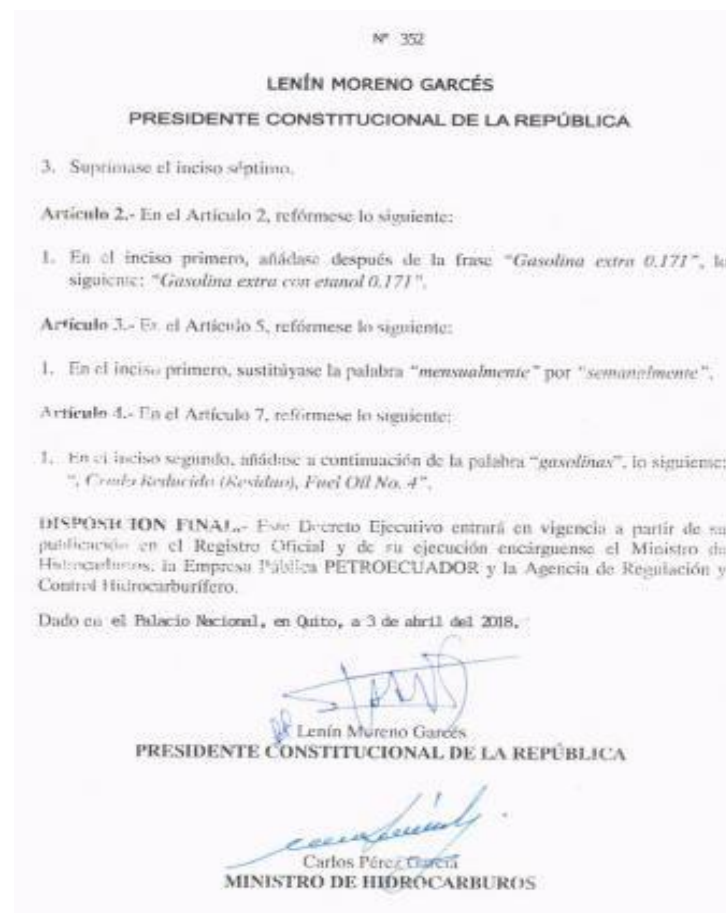 Nº 352
LENÍN MORENO GARCÉS
PRESIDENTE CONSTITUCIONAL DE LA REPÚBLICA
3. Suprímase el inciso séptimo.
Artículo 2.- En el Artículo 2, refórmese lo siguiente:
1. En el inciso primero, añádase después de la frase "Gasolina extra 0.171", lo
siguiente: "Gasolina extra con etanol 0.171".
Artículo 3.- En el Artículo 5, refórmese lo siguiente:
1. En el inciso primero, sustitúyase la palabra "mensualmente" por "semanalmente".
Artículo 4.- En el Artículo 7, refórmese lo siguiente:
1. En el inciso segundo, añádase a continuación de la palabra "gasolinas", lo siguiente:
", Crudo Reducido (Residuo), Fuel Oil No. 4".
DISPOSICION FINAL.- Este Decreto Ejecutivo entrará en vigencia a partir de su
publicación en el Registro Oficial y de su ejecución encárguense el Ministro de
Hidrocarburos, la Empresa Pública PETROECUADOR y la Agencia de Regulación y
Control Hidrocarburífero.
Dado en el Palacio Nacional, en Quito, a 3 de abril del 2018.
Lenín Moreno Garcés
PRESIDENTE CONSTITUCIONAL DE LA REPÚBLICA
Carlos Pérez García
MINISTRO DE HIDROCARBUROS